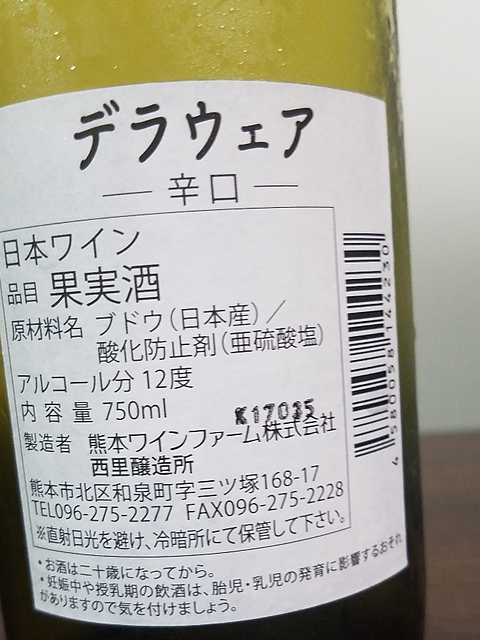 デラウェア
― 辛口 ―
日本ワイン
品目 果実酒
原材料名 ブドウ(日本産)／
酸化防止剤(亜硫酸塩)
アルコール分 12度
内容量 750ml
K17035
製造者 熊本ワインファーム株式会社
西里醸造所
熊本市北区和泉町字三ツ塚168-17
TEL096-275-2277 FAX096-275-2228
※直射日光を避け、冷暗所にて保管して下さい。
・お酒は二十歳になってから。
・妊娠中や授乳期の飲酒は、胎児・乳児の発育に影響するおそれ
がありますので気を付けましょう。
4580058144230